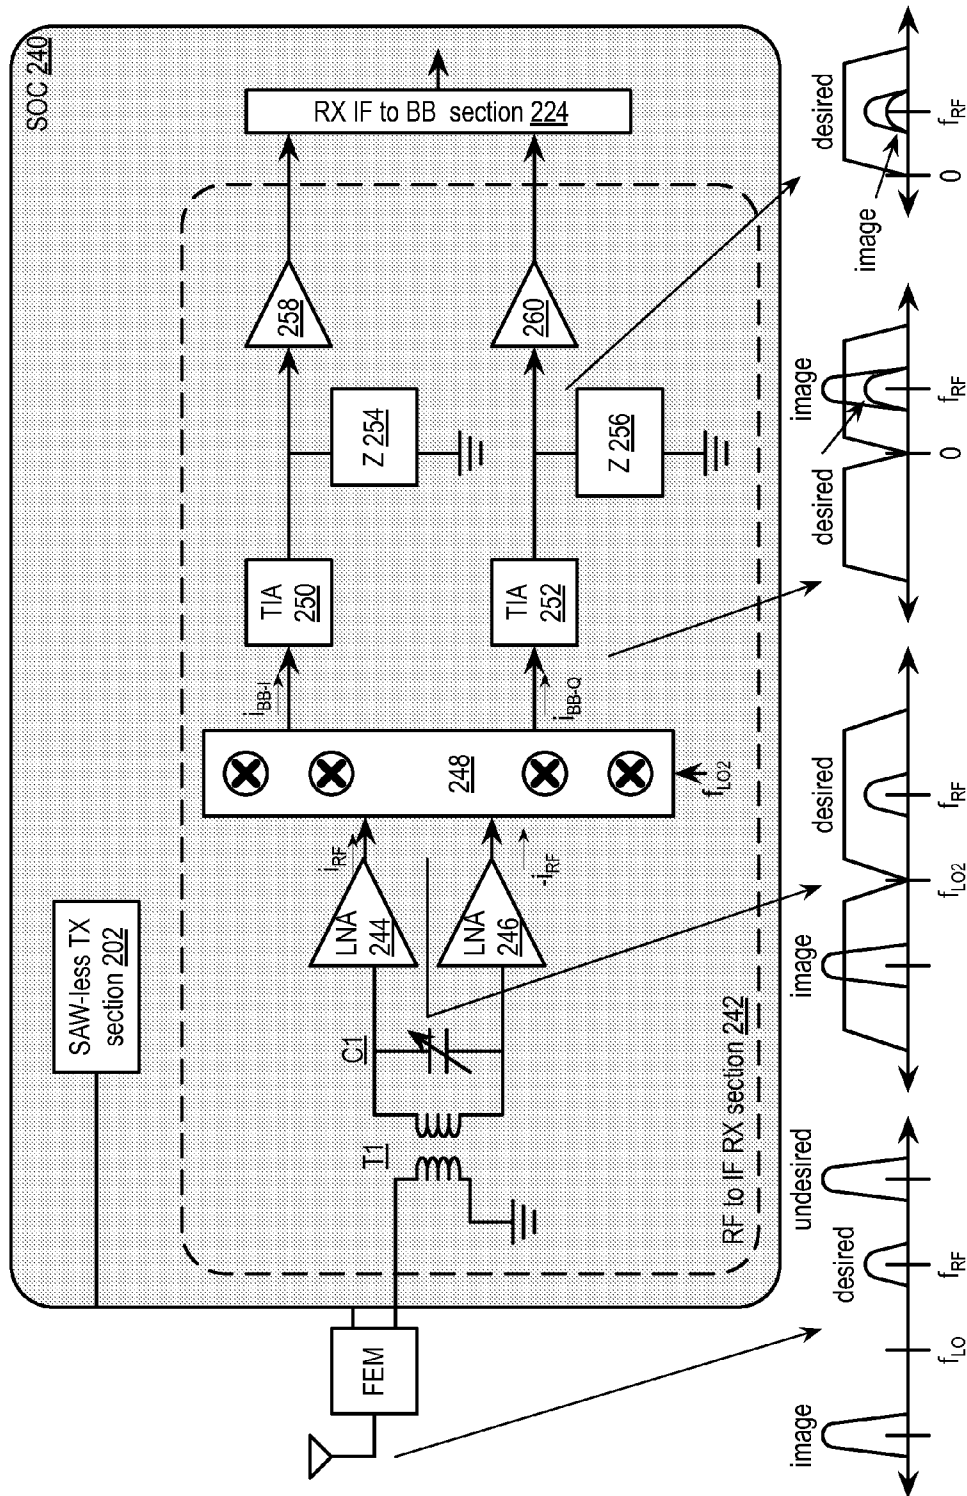 SOC 240
SAW-less TX
section 202
RX IF to BB section 224
FEM
T1
C1
LNA
244
LNA
246
iRF
-iRF
248
fLO2
iBB-I
iBB-Q
TIA
250
TIA
252
Z 254
Z 256
258
260
RF to IF RX section 242
image
desired
undesired
fLO
fRF
image
desired
fLO2
fRF
desired
image
0
fRF
image
desired
0
fRF